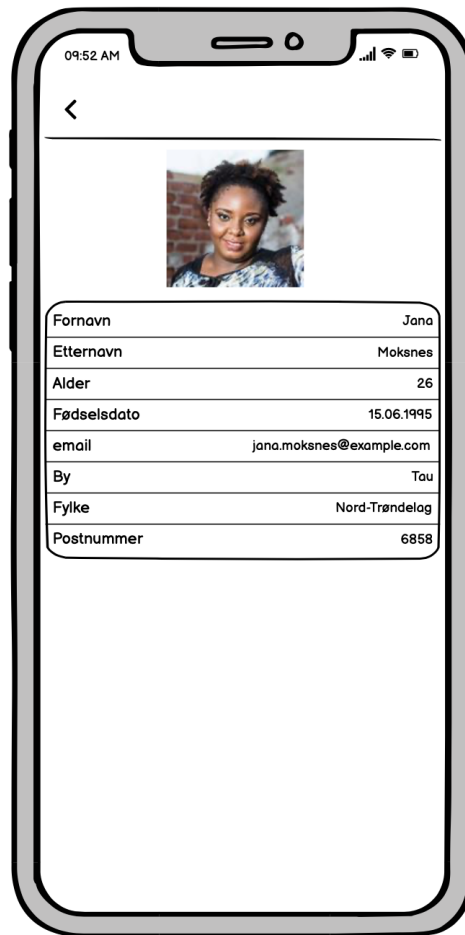 09:52 AM
Fornavn Jana
Etternavn Moksnes
Alder 26
Fødselsdato 15.06.1995
email jana.moksnes@example.com
By Tau
Fylke Nord-Trøndelag
Postnummer 6858